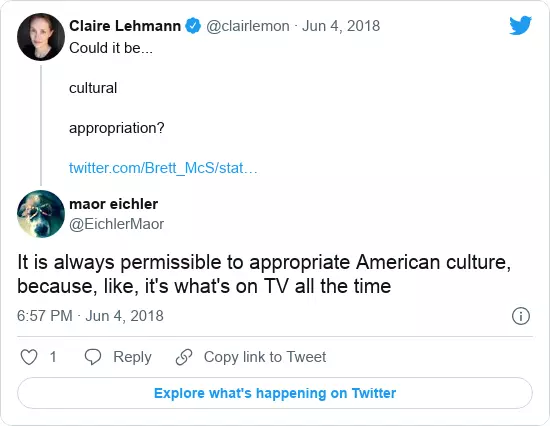 Claire Lehmann @clairlemon · Jun 4, 2018
Could it be...
cultural
appropriation?
twitter.com/Brett_McS/stat…
maor eichler
@EichlerMaor
It is always permissible to appropriate American culture,
because, like, it's what's on TV all the time
6:57 PM · Jun 4, 2018
1 Reply Copy link to Tweet
Explore what's happening on Twitter